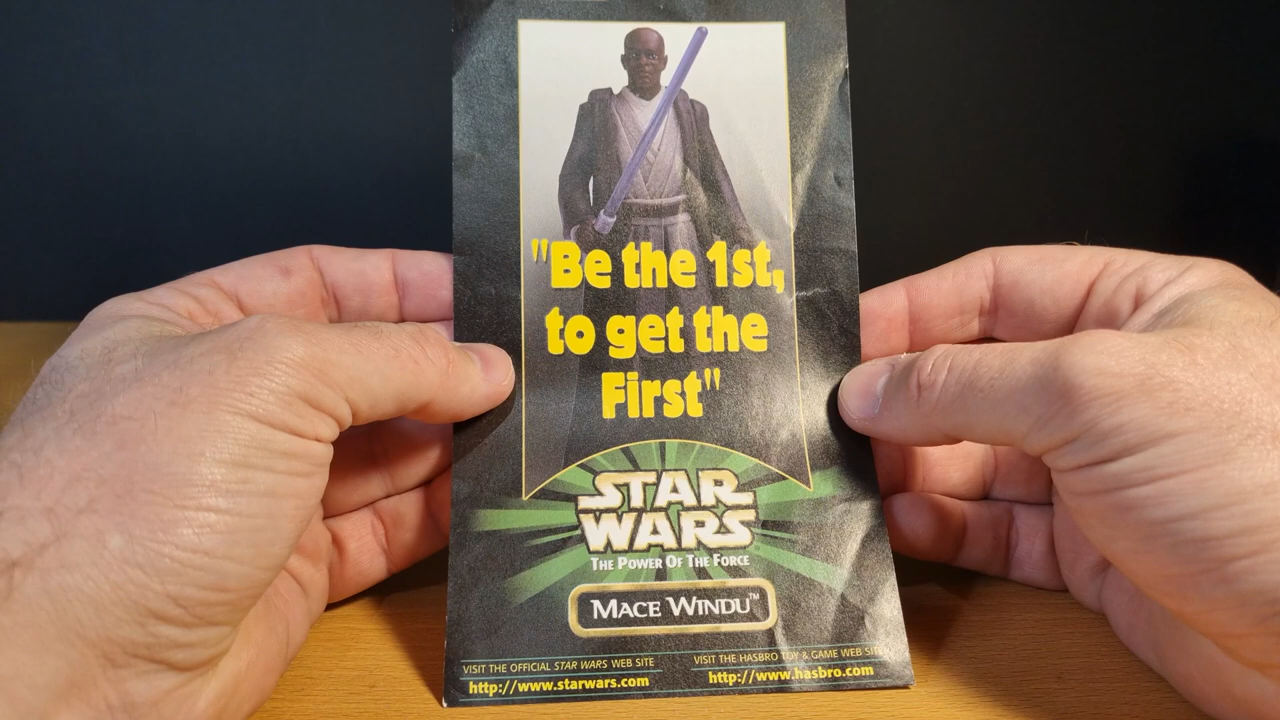 "Be the 1st,
to get the
First"
STAR
WARS
THE POWER OF THE FORCE
MACE WINDU™
VISIT THE OFFICIAL STAR WARS WEB SITE
http://www.starwars.com
VISIT THE HASBRO TOY & GAME WEB SITE
http://www.hasbro.com